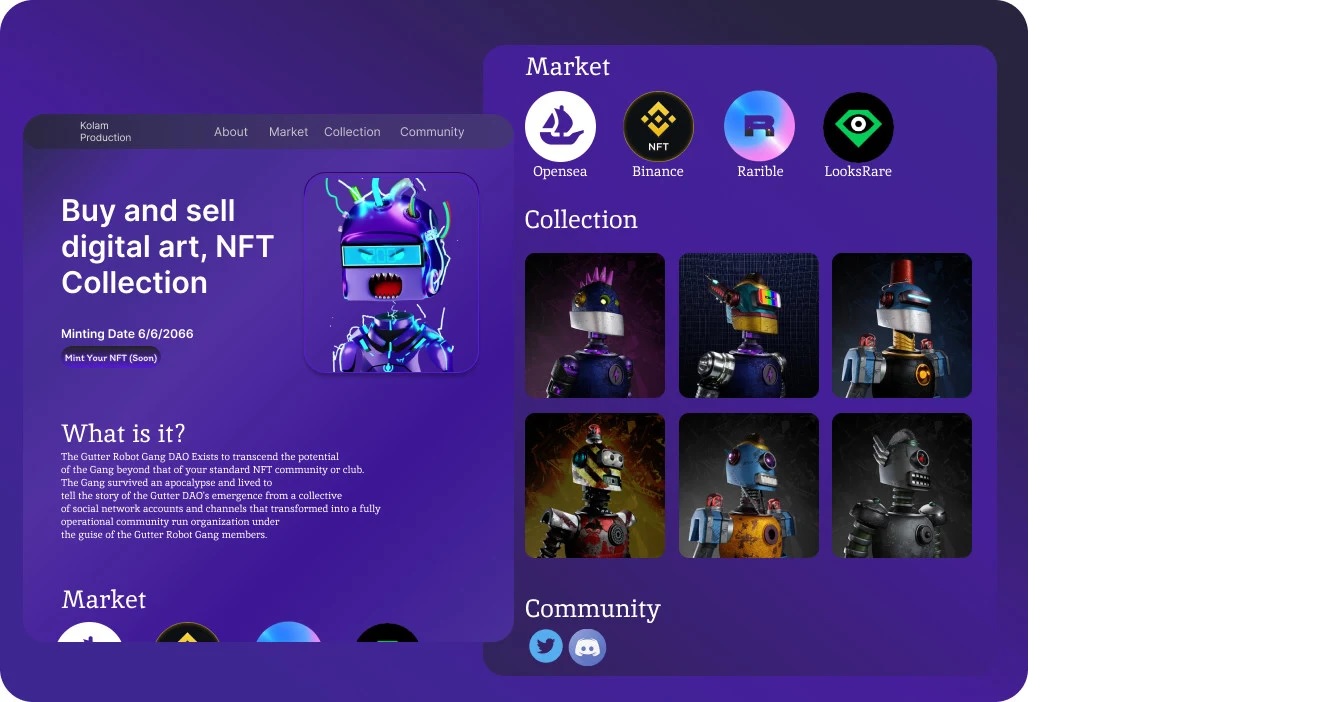 Kolam
Production
About
Market
Collection
Community
Buy and sell
digital art, NFT
Collection
Minting Date 6/6/2066
Mint Your NFT (Soon)
What is it?
The Gutter Robot Gang DAO Exists to transcend the potential
of the Gang beyond that of your standard NFT community or club.
The Gang survived an apocalypse and lived to
tell the story of the Gutter DAO's emergence from a collective
of social network accounts and channels that transformed into a fully
operational community run organization under
the guise of the Gutter Robot Gang members.
Market
Market
NFT
R
Opensea
Binance
Rarible
LooksRare
Collection
Community